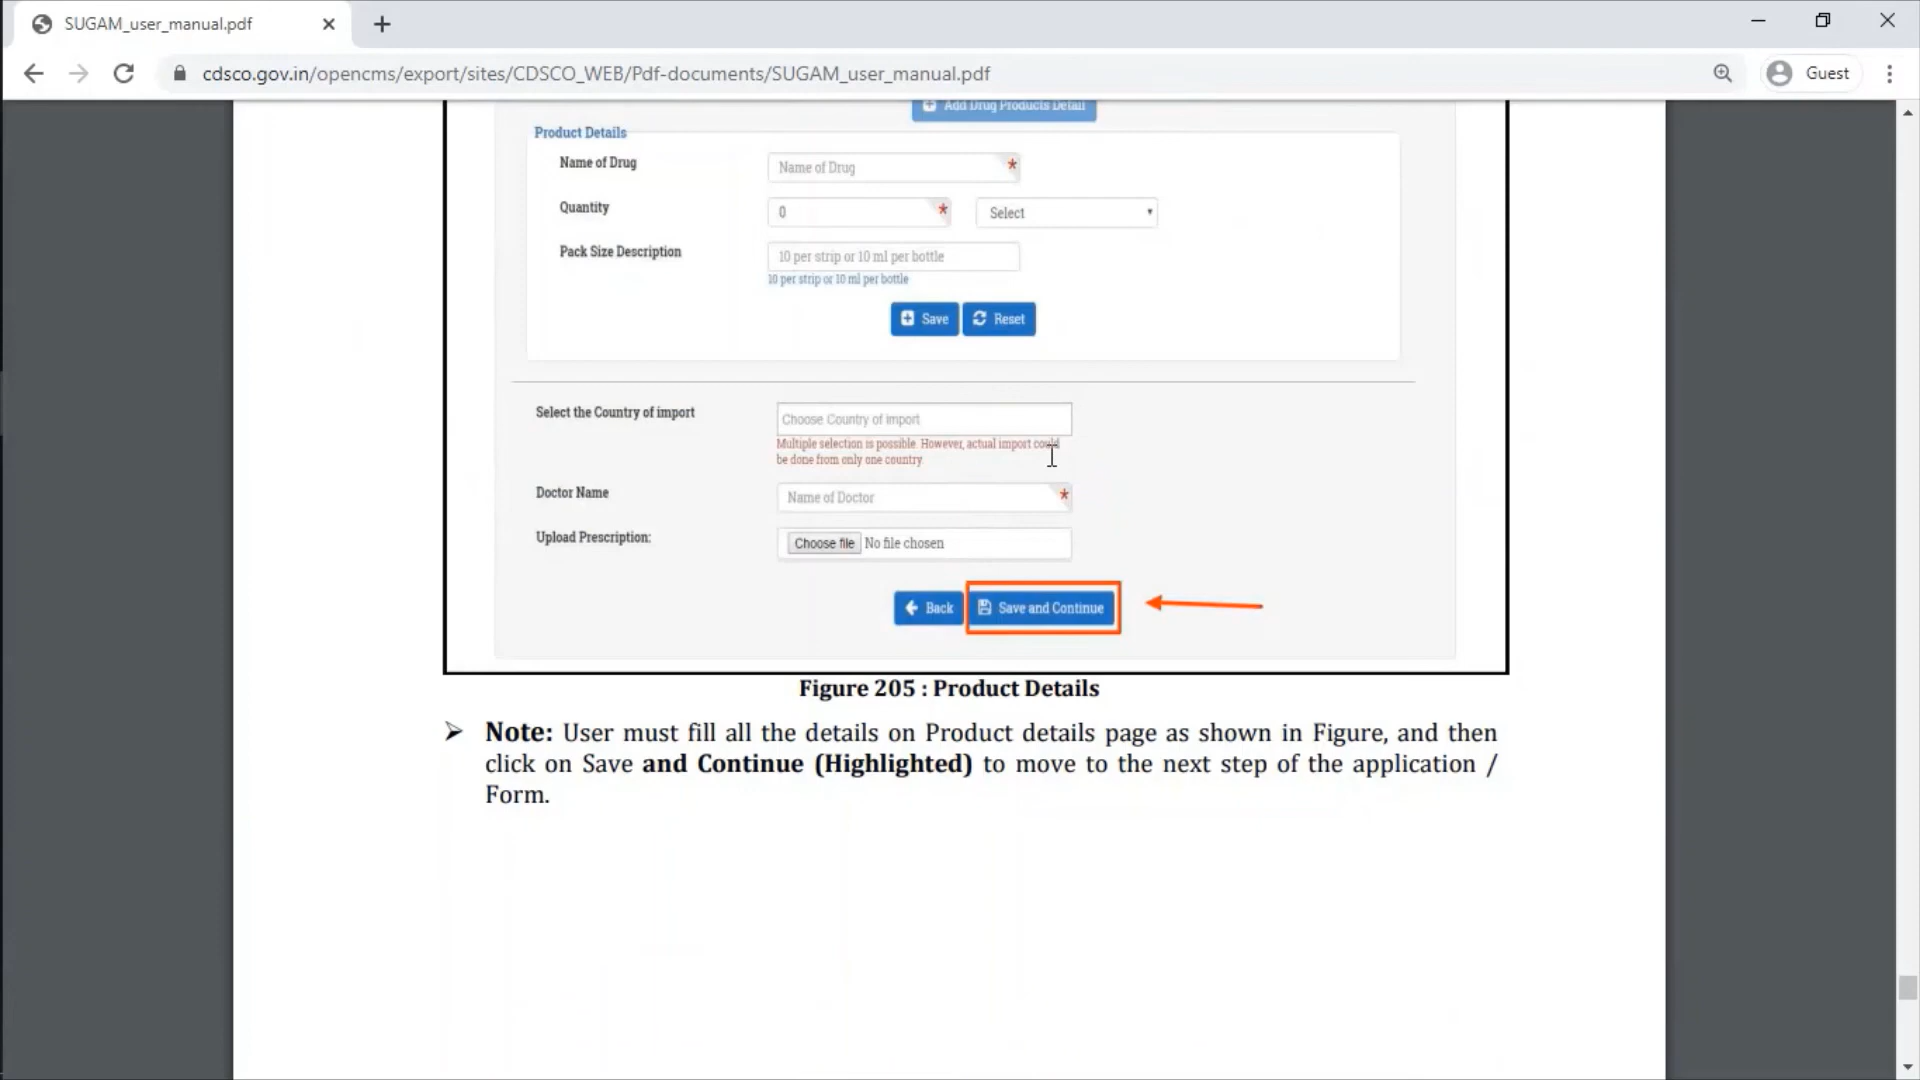 SUGAM_user_manual.pdf
cdsco.gov.in/opencms/export/sites/CDSCO_WEB/Pdf-documents/SUGAM_user_manual.pdf
Guest
Add Drug Products Detail
Product Details
Name of Drug
Name of Drug *
Quantity
0 *
Select
Pack Size Description
10 per strip or 10 ml per bottle
10 per strip or 10 ml per bottle
Save
Reset
Select the Country of import
Choose Country of import
Multiple selection is possible. However, actual import could
be done from only one country.
Doctor Name
Name of Doctor *
Upload Prescription:
Choose file No file chosen
Back
Save and Continue
Figure 205 : Product Details
➢ Note: User must fill all the details on Product details page as shown in Figure, and then
click on Save and Continue (Highlighted) to move to the next step of the application /
Form.